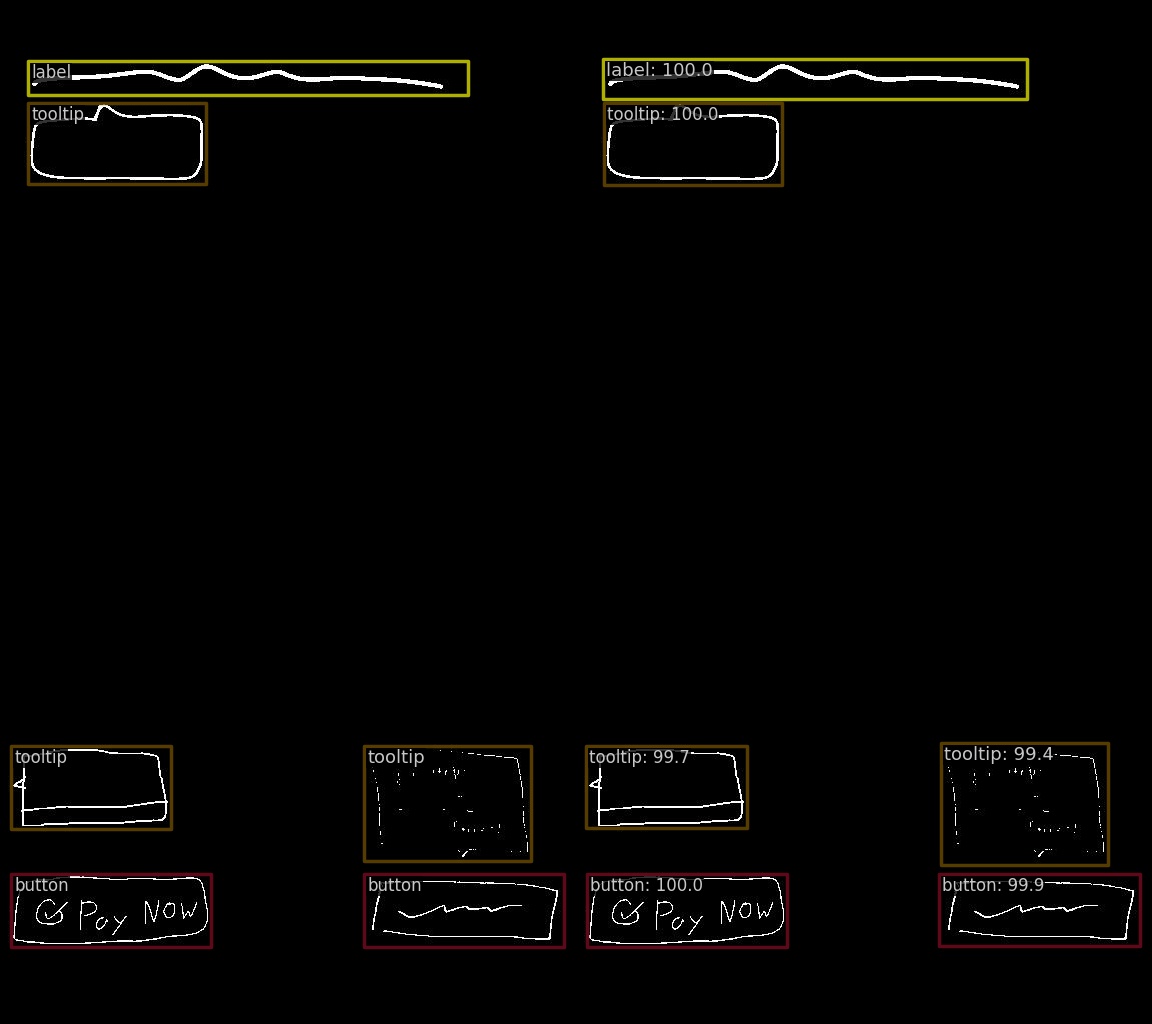 label label: 100.0
tooltip tooltip: 100.0
tooltip tooltip tooltip: 99.7 tooltip: 99.4
button button button: 100.0 button: 99.9
Pay NOW Pay NOW